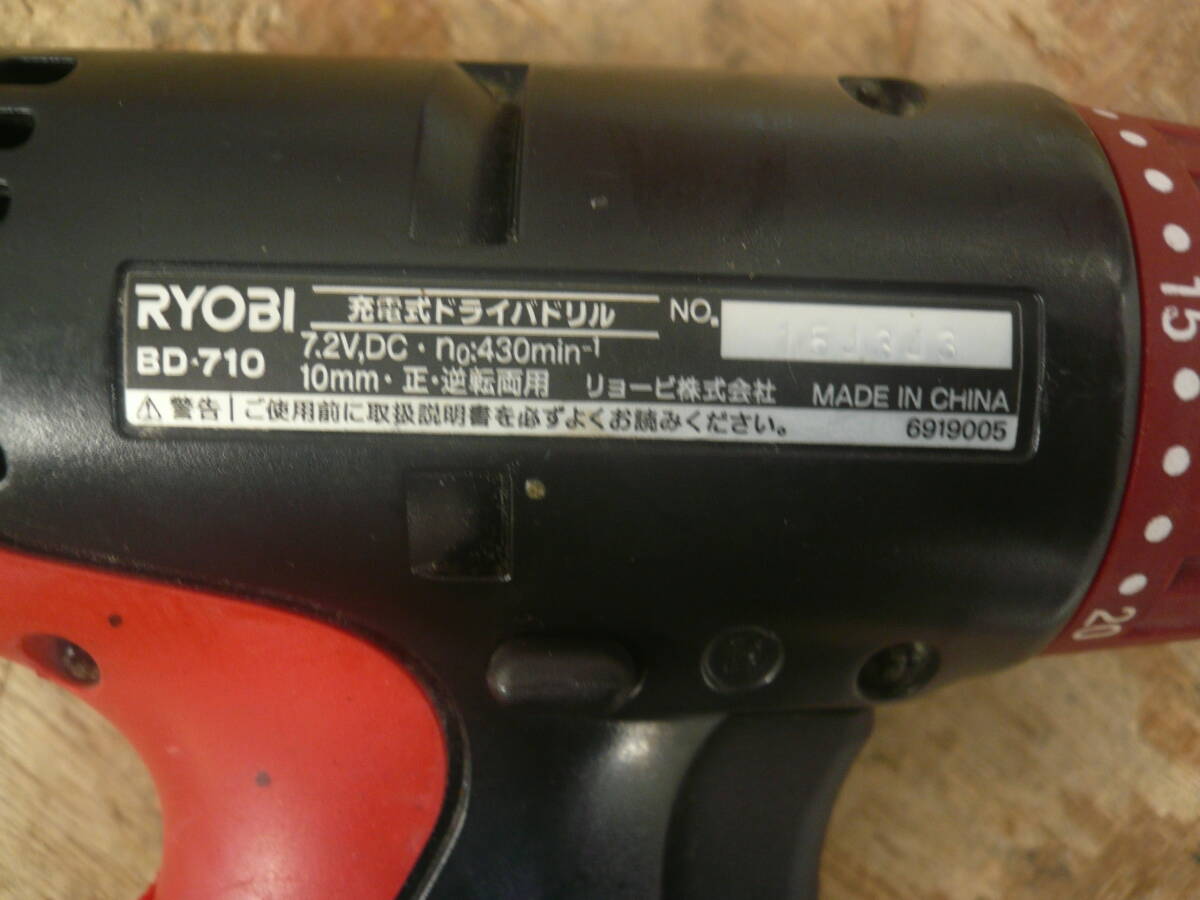 RYOBI 充電式ドライバドリル NO. 15J3J3
BD-710 7.2V,DC・n₀:430min⁻¹
10mm・正・逆転両用 リョービ株式会社 MADE IN CHINA
⚠警告 ご使用前に取扱説明書を必ずよくお読みください。 6919005
15
20